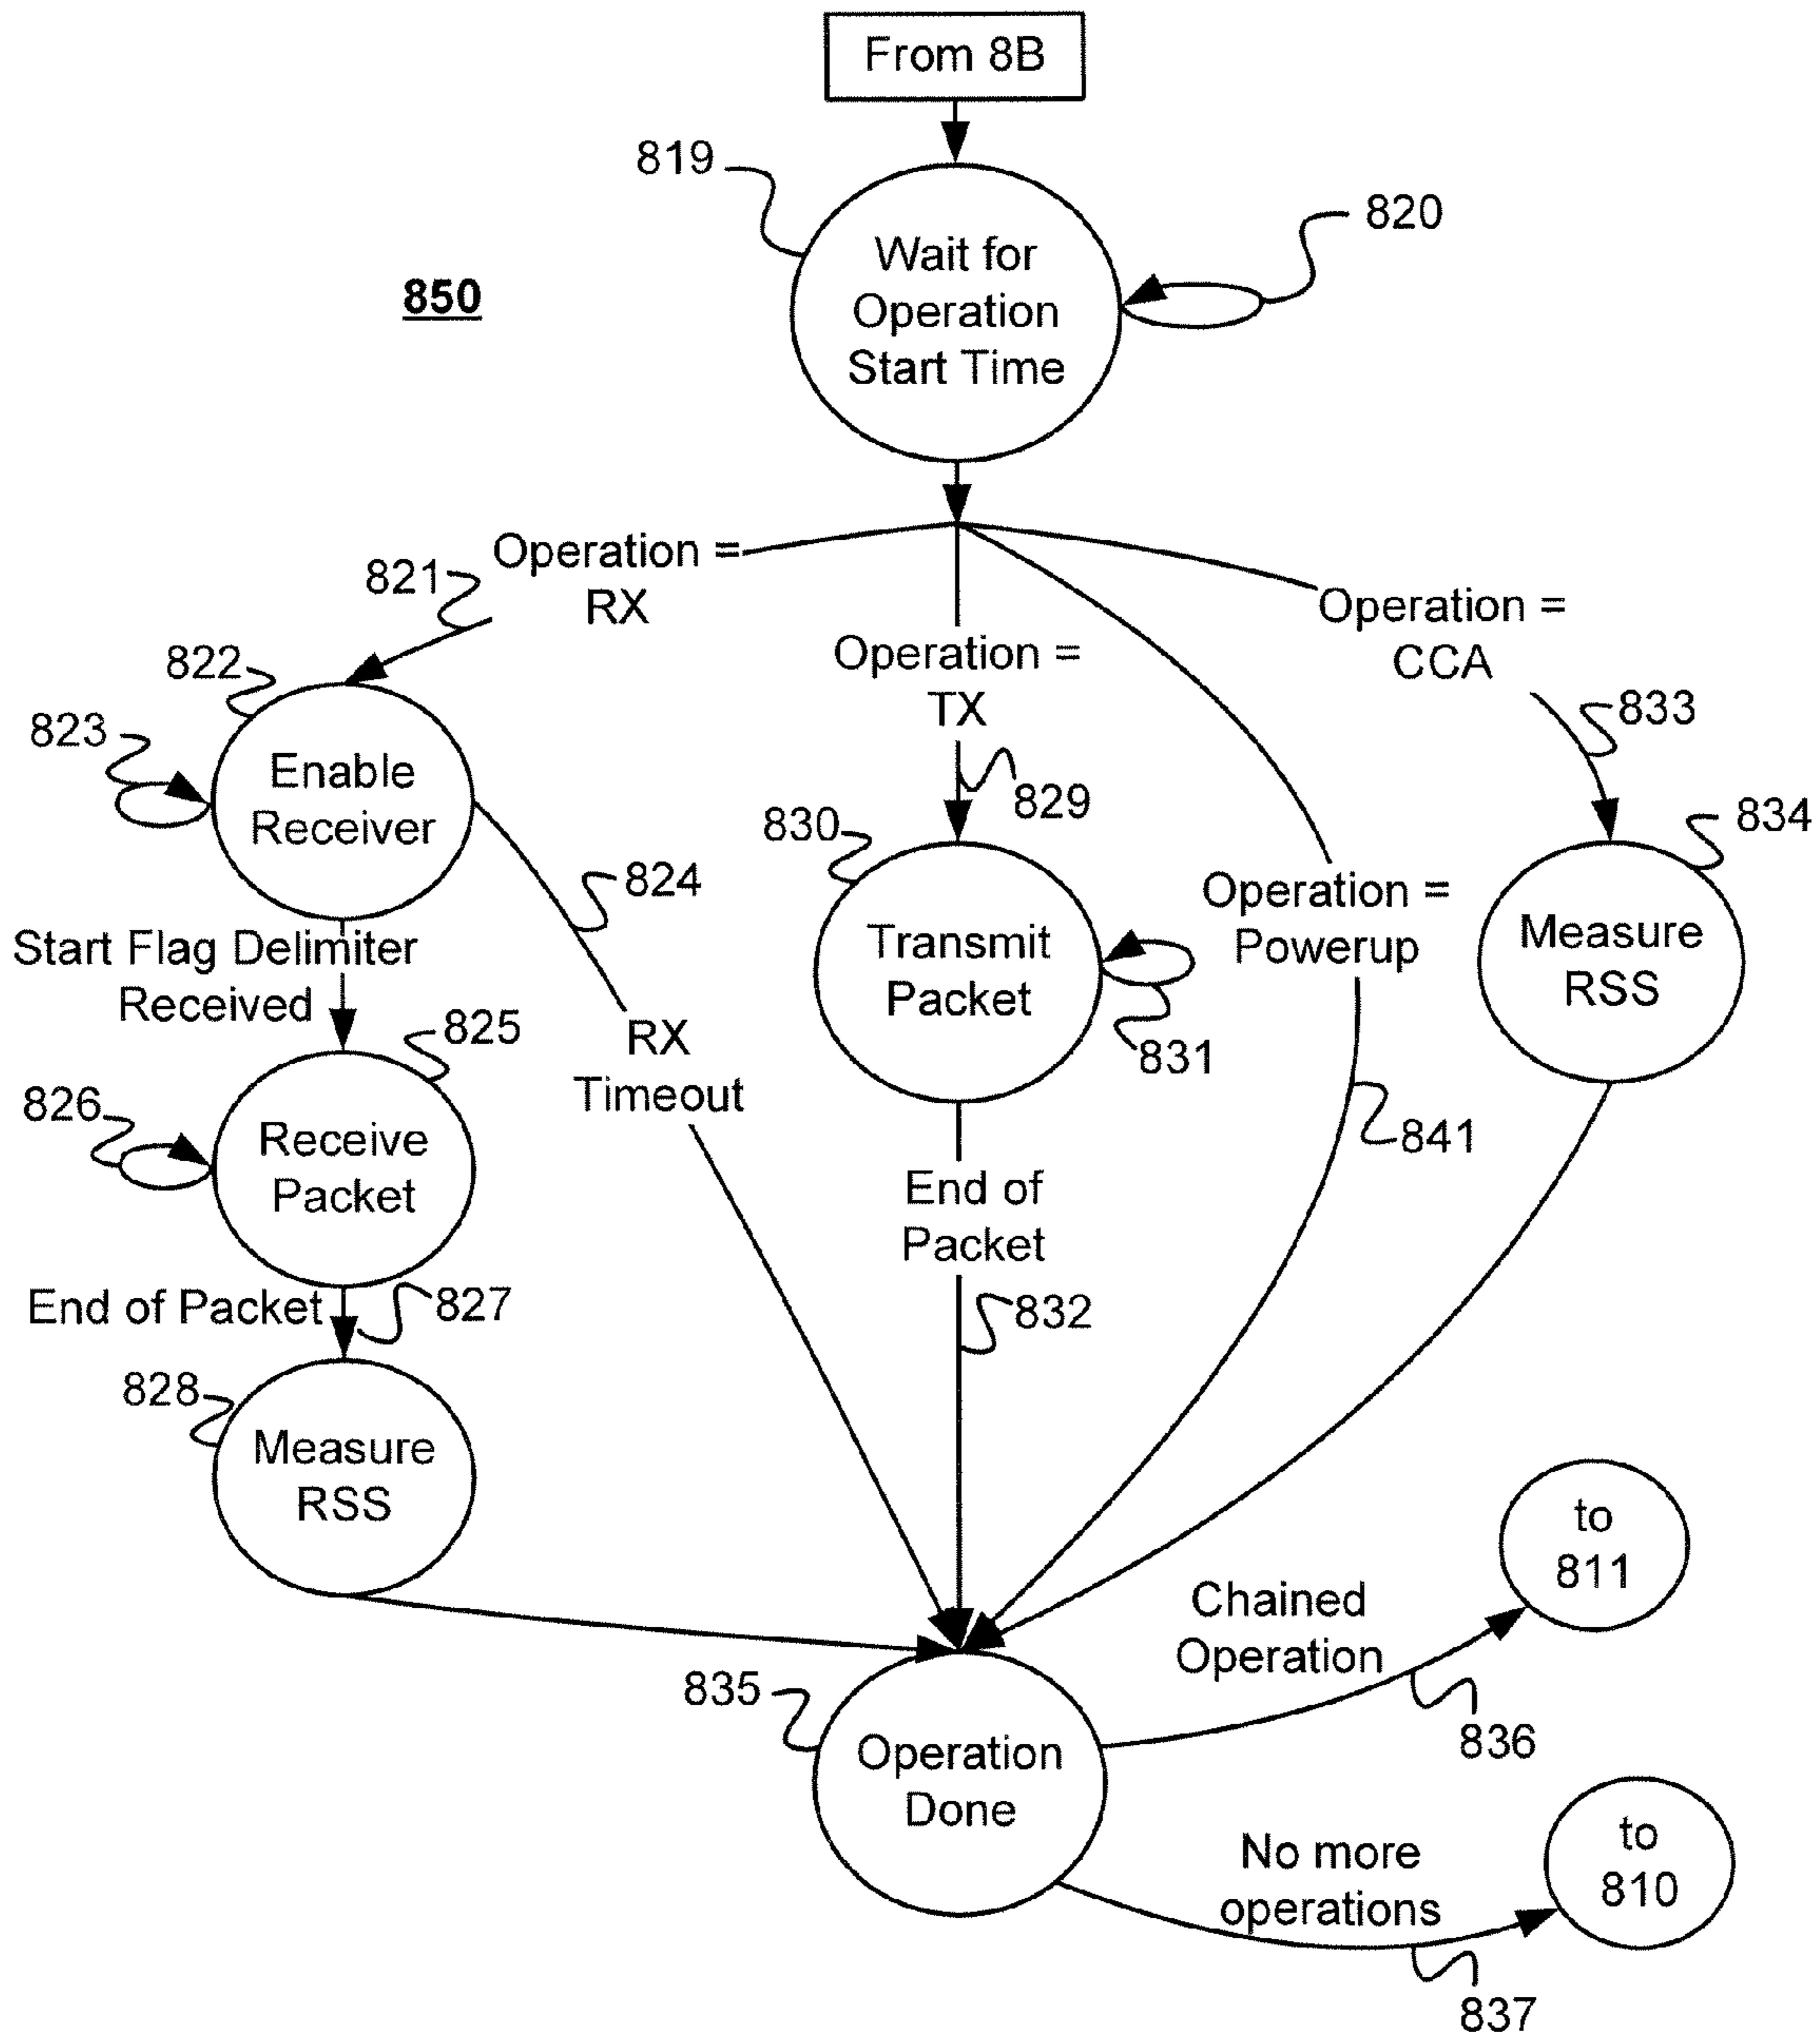 From 8B
819
Wait for
Operation
Start Time
820
850
Operation =
RX
821
Operation =
CCA
Operation =
TX
822
823
Enable
Receiver
833
829
830
834
824
Operation =
Powerup
Transmit
Packet
Measure
RSS
Start Flag Delimiter
Received
825
RX
Timeout
831
826
Receive
Packet
841
End of
Packet
End of Packet
827
832
828
Measure
RSS
to
811
Chained
Operation
835
836
Operation
Done
No more
operations
to
810
837